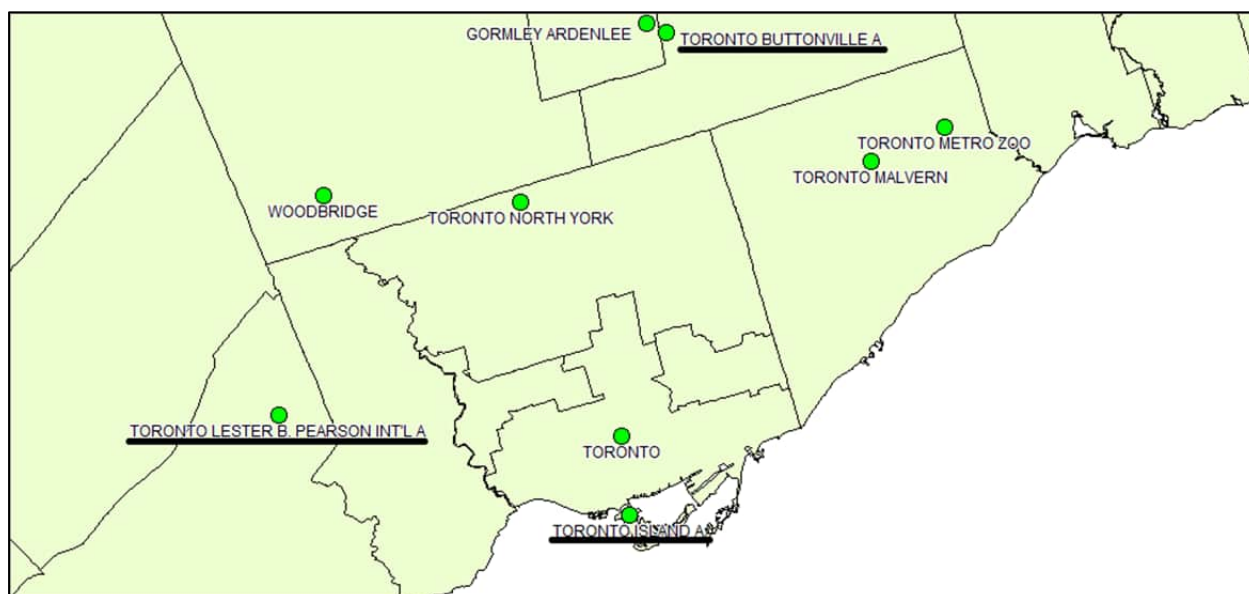 GORMLEY ARDENLEE
TORONTO BUTTONVILLE A
TORONTO METRO ZOO
TORONTO MALVERN
WOODBRIDGE
TORONTO NORTH YORK
TORONTO LESTER B. PEARSON INT'L A
TORONTO
TORONTO ISLAND A